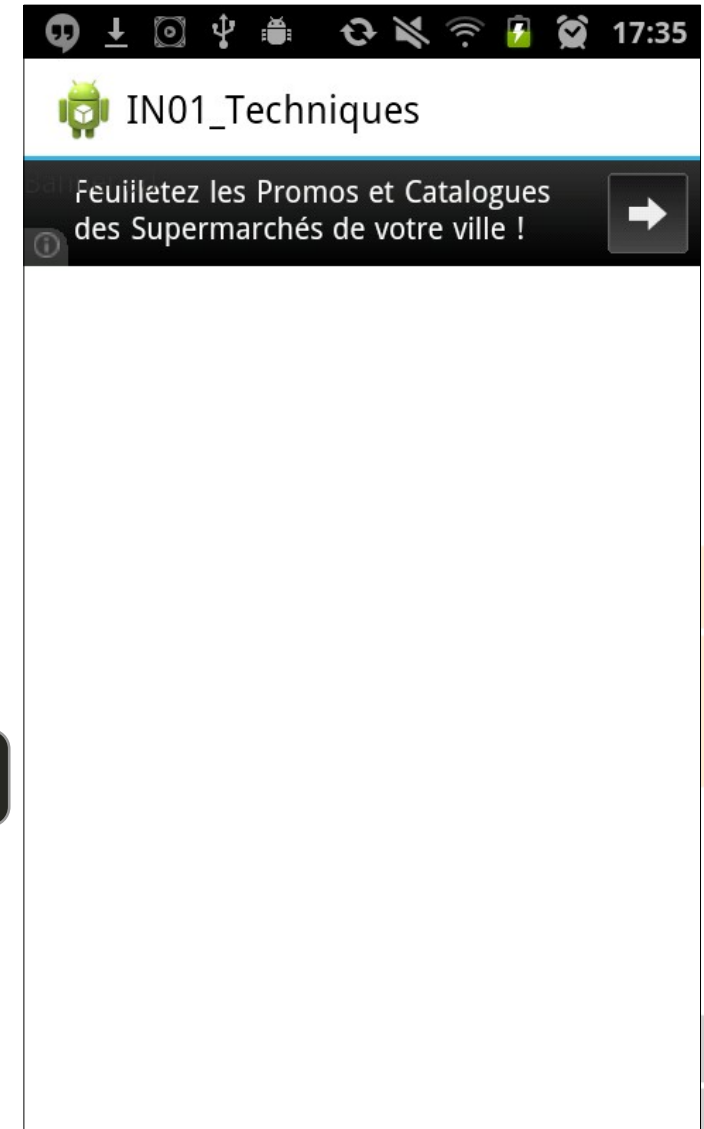 17:35
IN01_Techniques
Feuilletez les Promos et Catalogues
des Supermarchés de votre ville !